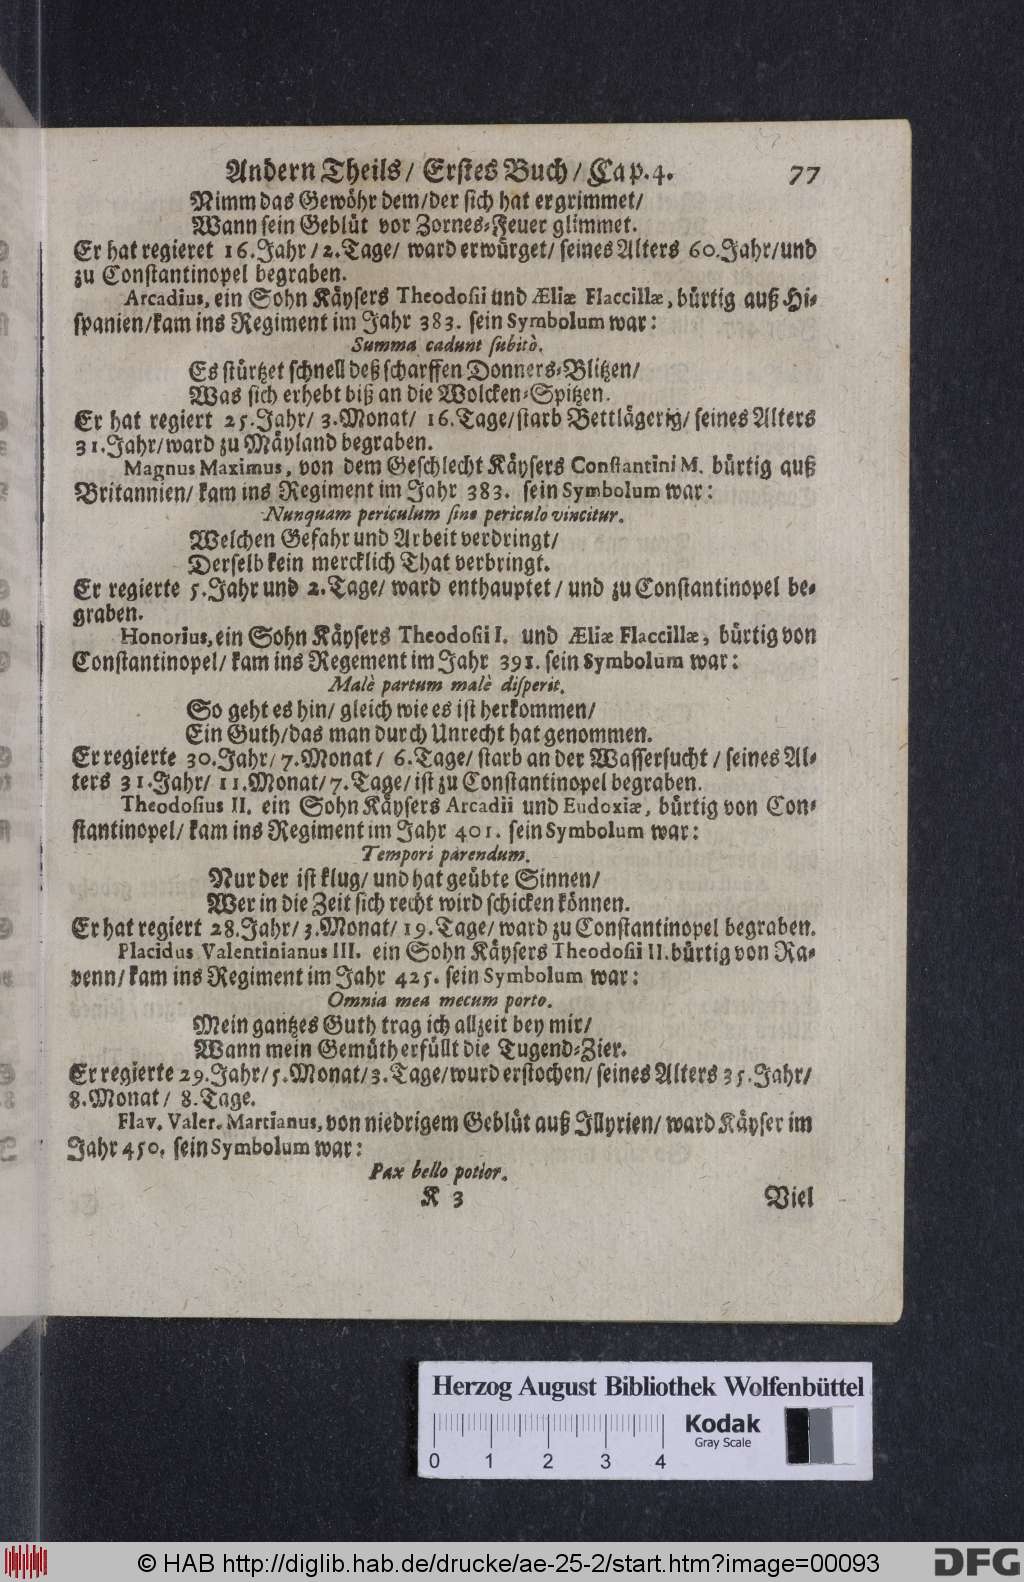 Andern Theils / Erstes Buch / Cap. 4. 77
Nimm das Gewöhr dem / der sich hat ergrimmet /
Wann sein Geblüt vor Zornes-Feuer glimmet.
Er hat regieret 16. Jahr / 2. Tage / ward erwürget / seines Alters 60. Jahr / und
zu Constantinopel begraben.
Arcadius, ein Sohn Käysers Theodosii und Æliæ Flaccillæ, bürtig auß Hi-
spanien / kam ins Regiment im Jahr 383. sein Symbolum war:
Summa cadunt subitò.
Es stürtzet schnell deß scharffen Donners-Blitzen /
Was sich erhebt biß an die Wolcken-Spitzen.
Er hat regiert 25. Jahr / 3. Monat / 16. Tage / starb Bettlägerig / seines Alters
31. Jahr / ward zu Mäyland begraben.
Magnus Maximus, von dem Geschlecht Käysers Constantini M. bürtig auß
Britannien / kam ins Regiment im Jahr 383. sein Symbolum war:
Nunquam periculum sine periculo vincitur.
Welchen Gefahr und Arbeit verdringt /
Derselb kein mercklich That verbringt.
Er regierte 5. Jahr und 2. Tage / ward enthauptet / und zu Constantinopel be-
graben.
Honorius, ein Sohn Käysers Theodosii I. und Æliæ Flaccillæ, bürtig von
Constantinopel / kam ins Regement im Jahr 391. sein Symbolum war:
Malè partum malè disperit.
So geht es hin / gleich wie es ist herkommen /
Ein Guth / das man durch Unrecht hat genommen.
Er regierte 30. Jahr / 7. Monat / 6. Tage / starb an der Wassersucht / seines Al-
ters 31. Jahr / 11. Monat / 7. Tage / ist zu Constantinopel begraben.
Theodosius II. ein Sohn Käysers Arcadii und Eudoxiæ, bürtig von Con-
stantinopel / kam ins Regiment im Jahr 401. sein Symbolum war:
Tempori parendum.
Nur der ist klug / und hat geübte Sinnen /
Wer in die Zeit sich recht wird schicken können.
Er hat regiert 28. Jahr / 3. Monat / 19. Tage / ward zu Constantinopel begraben.
Placidus Valentinianus III. ein Sohn Käysers Theodosii II. bürtig von Ra-
venn / kam ins Regiment im Jahr 425. sein Symbolum war:
Omnia mea mecum porto.
Mein gantzes Guth trag ich allzeit bey mir /
Wann mein Gemüth erfüllt die Tugend-Zier.
Er regierte 29. Jahr / 5. Monat / 3. Tage / wurd erstochen / seines Alters 35. Jahr /
8. Monat / 8. Tage.
Flav. Valer. Martianus, von niedrigem Geblüt auß Illyrien / ward Käyser im
Jahr 450. sein Symbolum war:
Pax bello potior.
K 3 Viel
Herzog August Bibliothek Wolfenbüttel
Kodak
Gray Scale
0 1 2 3 4
© HAB http://diglib.hab.de/drucke/ae-25-2/start.htm?image=00093
DFG